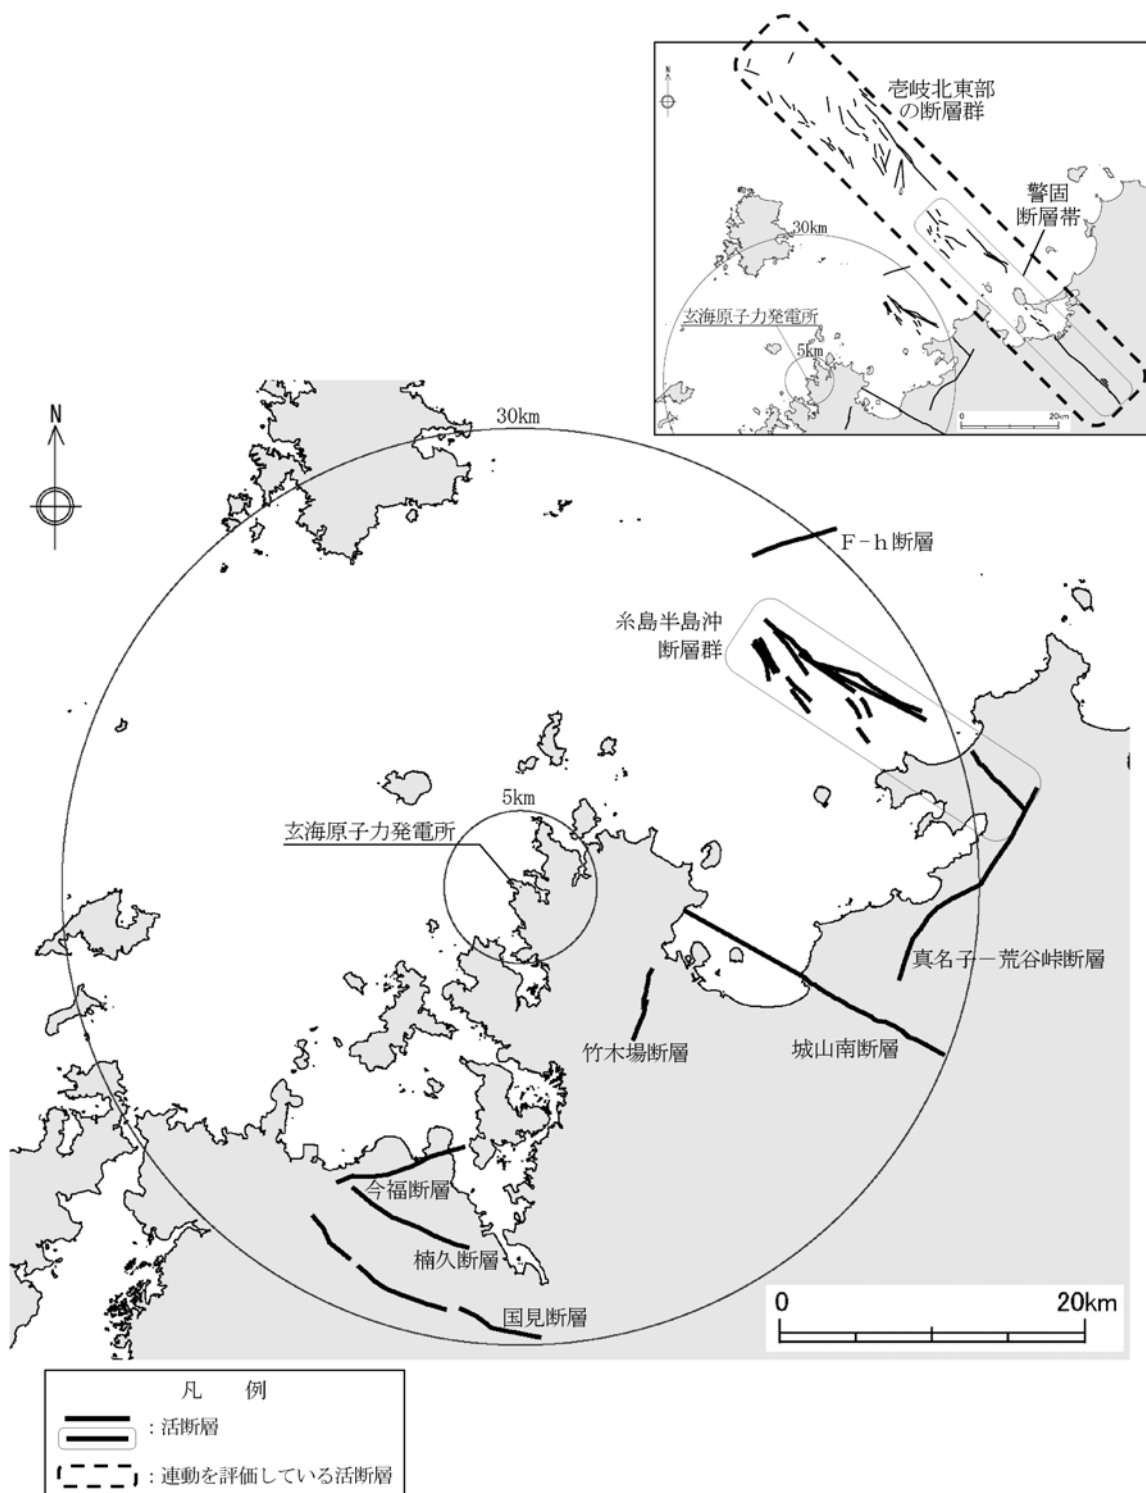 N
壱岐北東部
の断層群
警固
断層帯
30km
玄海原子力発電所
5km
0
20km
N
30km
F-h断層
糸島半島沖
断層群
5km
玄海原子力発電所
真名子－荒谷峠断層
竹木場断層
城山南断層
今福断層
楠久断層
国見断層
0
20km
凡 例
：活断層
：連動を評価している活断層